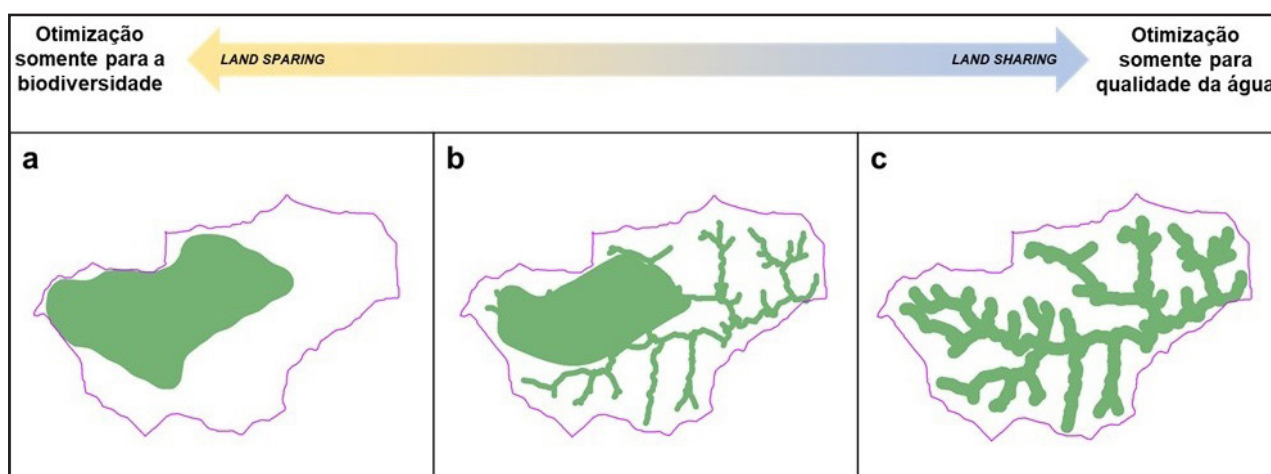 Otimização
somente para a
biodiversidade
LAND SPARING
LAND SHARING
Otimização
somente para
qualidade da água
a
b
c